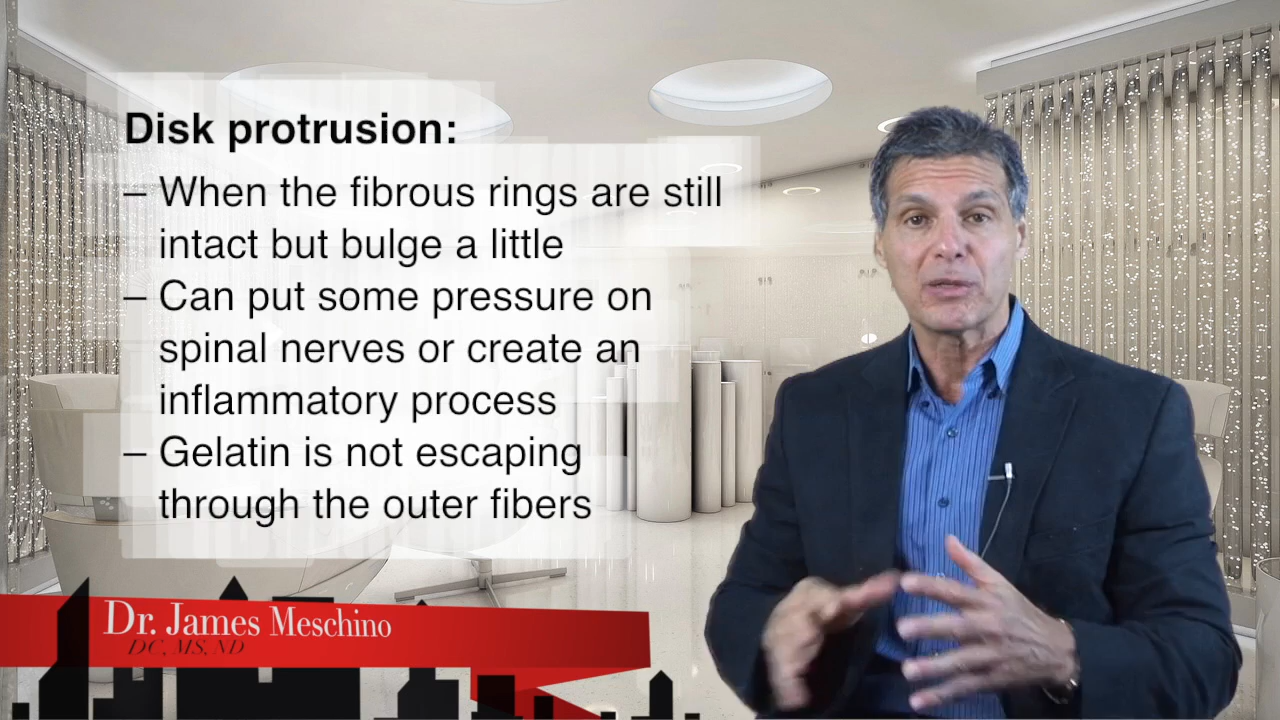 Disk protrusion:
– When the fibrous rings are still
intact but bulge a little
– Can put some pressure on
spinal nerves or create an
inflammatory process
– Gelatin is not escaping
through the outer fibers
Dr. James Meschino
DC, MS, ND